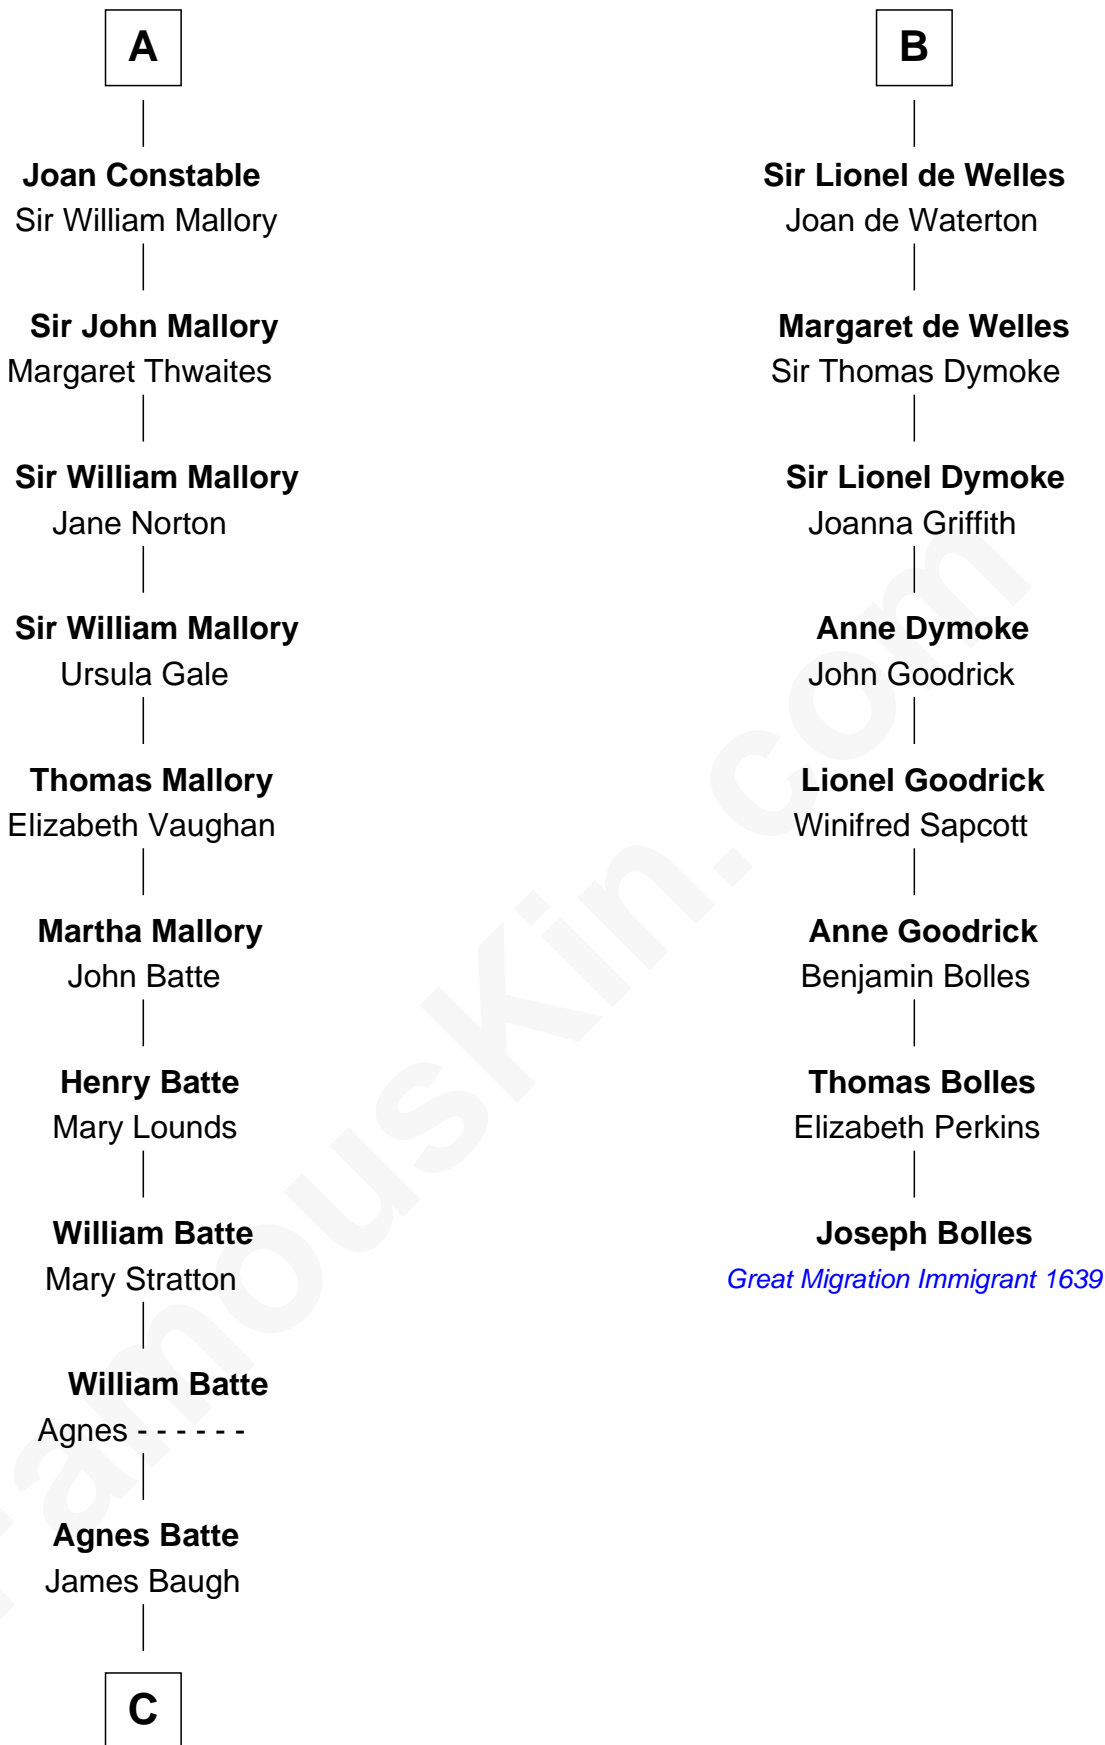 A
Joan Constable
Sir William Mallory
Sir John Mallory
Margaret Thwaites
Sir William Mallory
Jane Norton
Sir William Mallory
Ursula Gale
Thomas Mallory
Elizabeth Vaughan
Martha Mallory
John Batte
Henry Batte
Mary Lounds
William Batte
Mary Stratton
William Batte
Agnes - - - - - -
Agnes Batte
James Baugh
C
B
Sir Lionel de Welles
Joan de Waterton
Margaret de Welles
Sir Thomas Dymoke
Sir Lionel Dymoke
Joanna Griffith
Anne Dymoke
John Goodrick
Lionel Goodrick
Winifred Sapcott
Anne Goodrick
Benjamin Bolles
Thomas Bolles
Elizabeth Perkins
Joseph Bolles
Great Migration Immigrant 1639
FamousKin.com